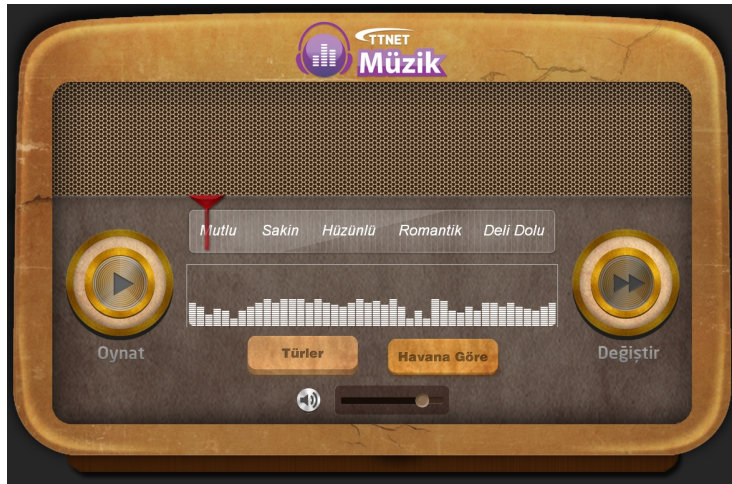 TTNET
Müzik
Mutlu Sakin Hüzünlü Romantik Deli Dolu
Oynat
Değiştir
Türler
Havana Göre